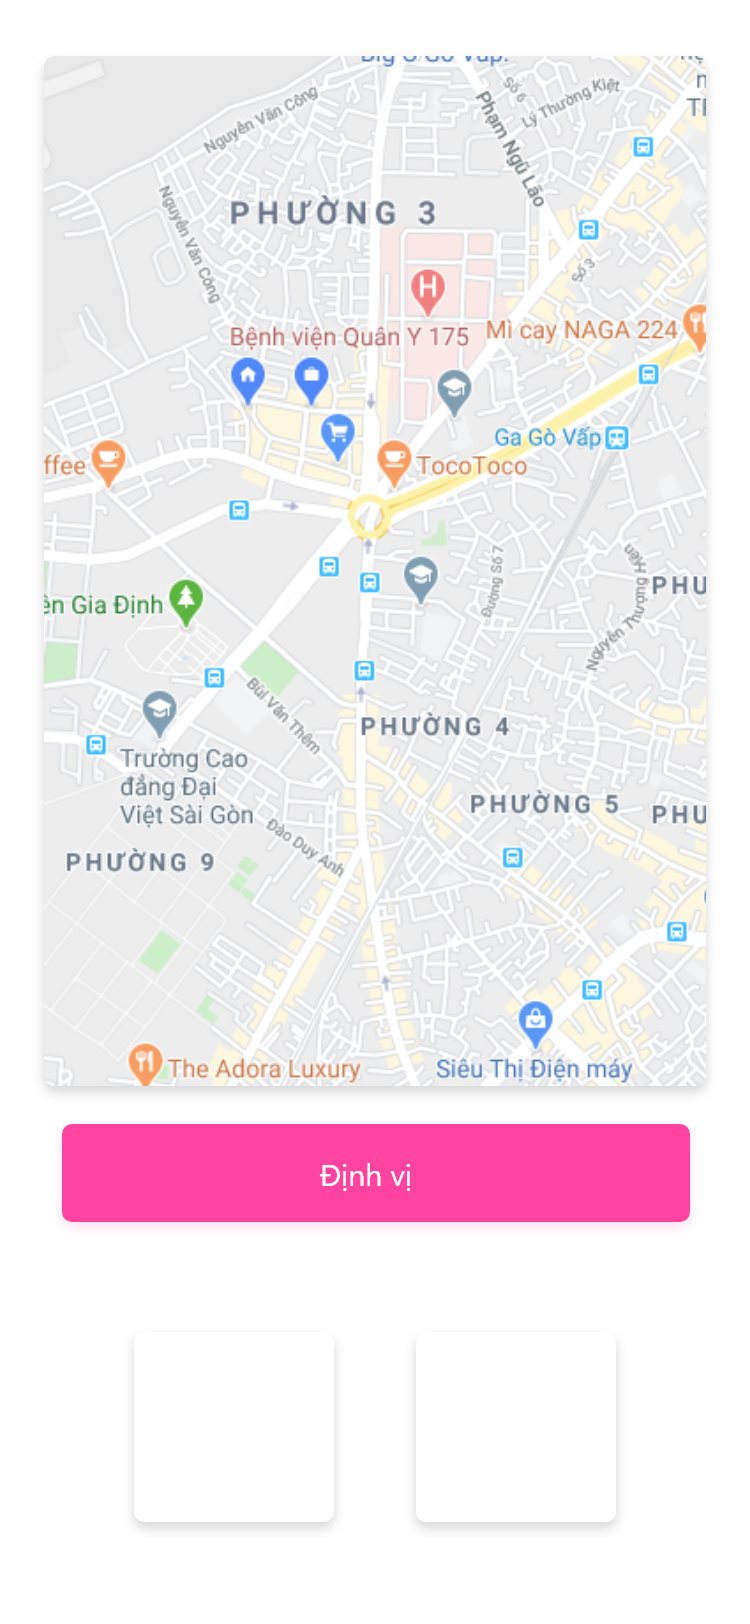 Big C Gò Vấp.
Số 6
Lý Thường Kiệt
Nguyễn Văn Công
Phạm Ngũ Lão
PHƯỜNG 3
Nguyễn Văn Công
Số 3
H
Bệnh viện Quân Y 175
Mì cay NAGA 224
Ga Gò Vấp
ffee
TocoToco
Đường Số 7
Nguyễn Thượng Hiền
PHƯ
ên Gia Định
Bùi Văn Thêm
PHƯỜNG 4
Trường Cao
đẳng Đại
Việt Sài Gòn
PHƯỜNG 5
PHƯ
Đào Duy Anh
PHƯỜNG 9
The Adora Luxury
Siêu Thị Điện máy
Định vị